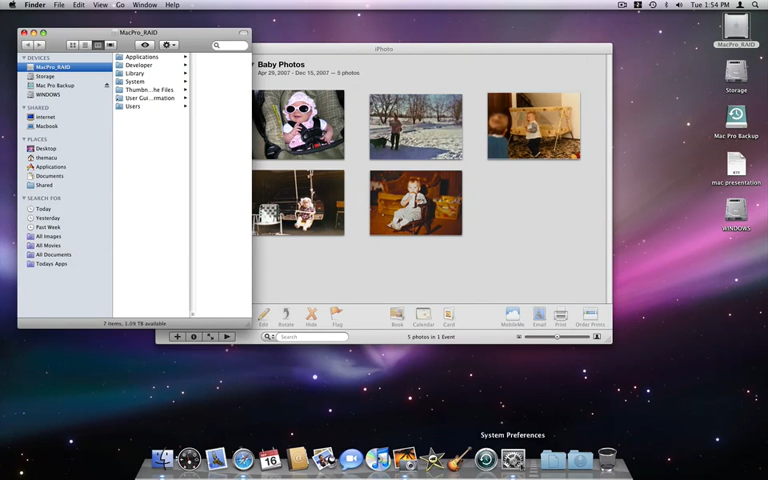 Finder File Edit View Go Window Help
Tue 1:54 PM
MacPro_RAID
DEVICES
MacPro_RAID
Storage
Mac Pro Backup
WINDOWS
SHARED
internet
Macbook
PLACES
Desktop
themacu
Applications
Documents
Shared
SEARCH FOR
Today
Yesterday
Past Week
All Images
All Movies
All Documents
Todays Apps
Applications
Developer
Library
System
Thumbn...he Files
User Gui...rmation
Users
7 items, 1.09 TB available
iPhoto
Baby Photos
Apr 29, 2007 - Dec 15, 2007 — 5 photos
Edit Rotate Hide Flag Book Calendar Card MobileMe Email Print Order Prints
Search
5 photos in 1 Event
MacPro_RAID
Storage
Mac Pro Backup
mac presentation
WINDOWS
System Preferences
16